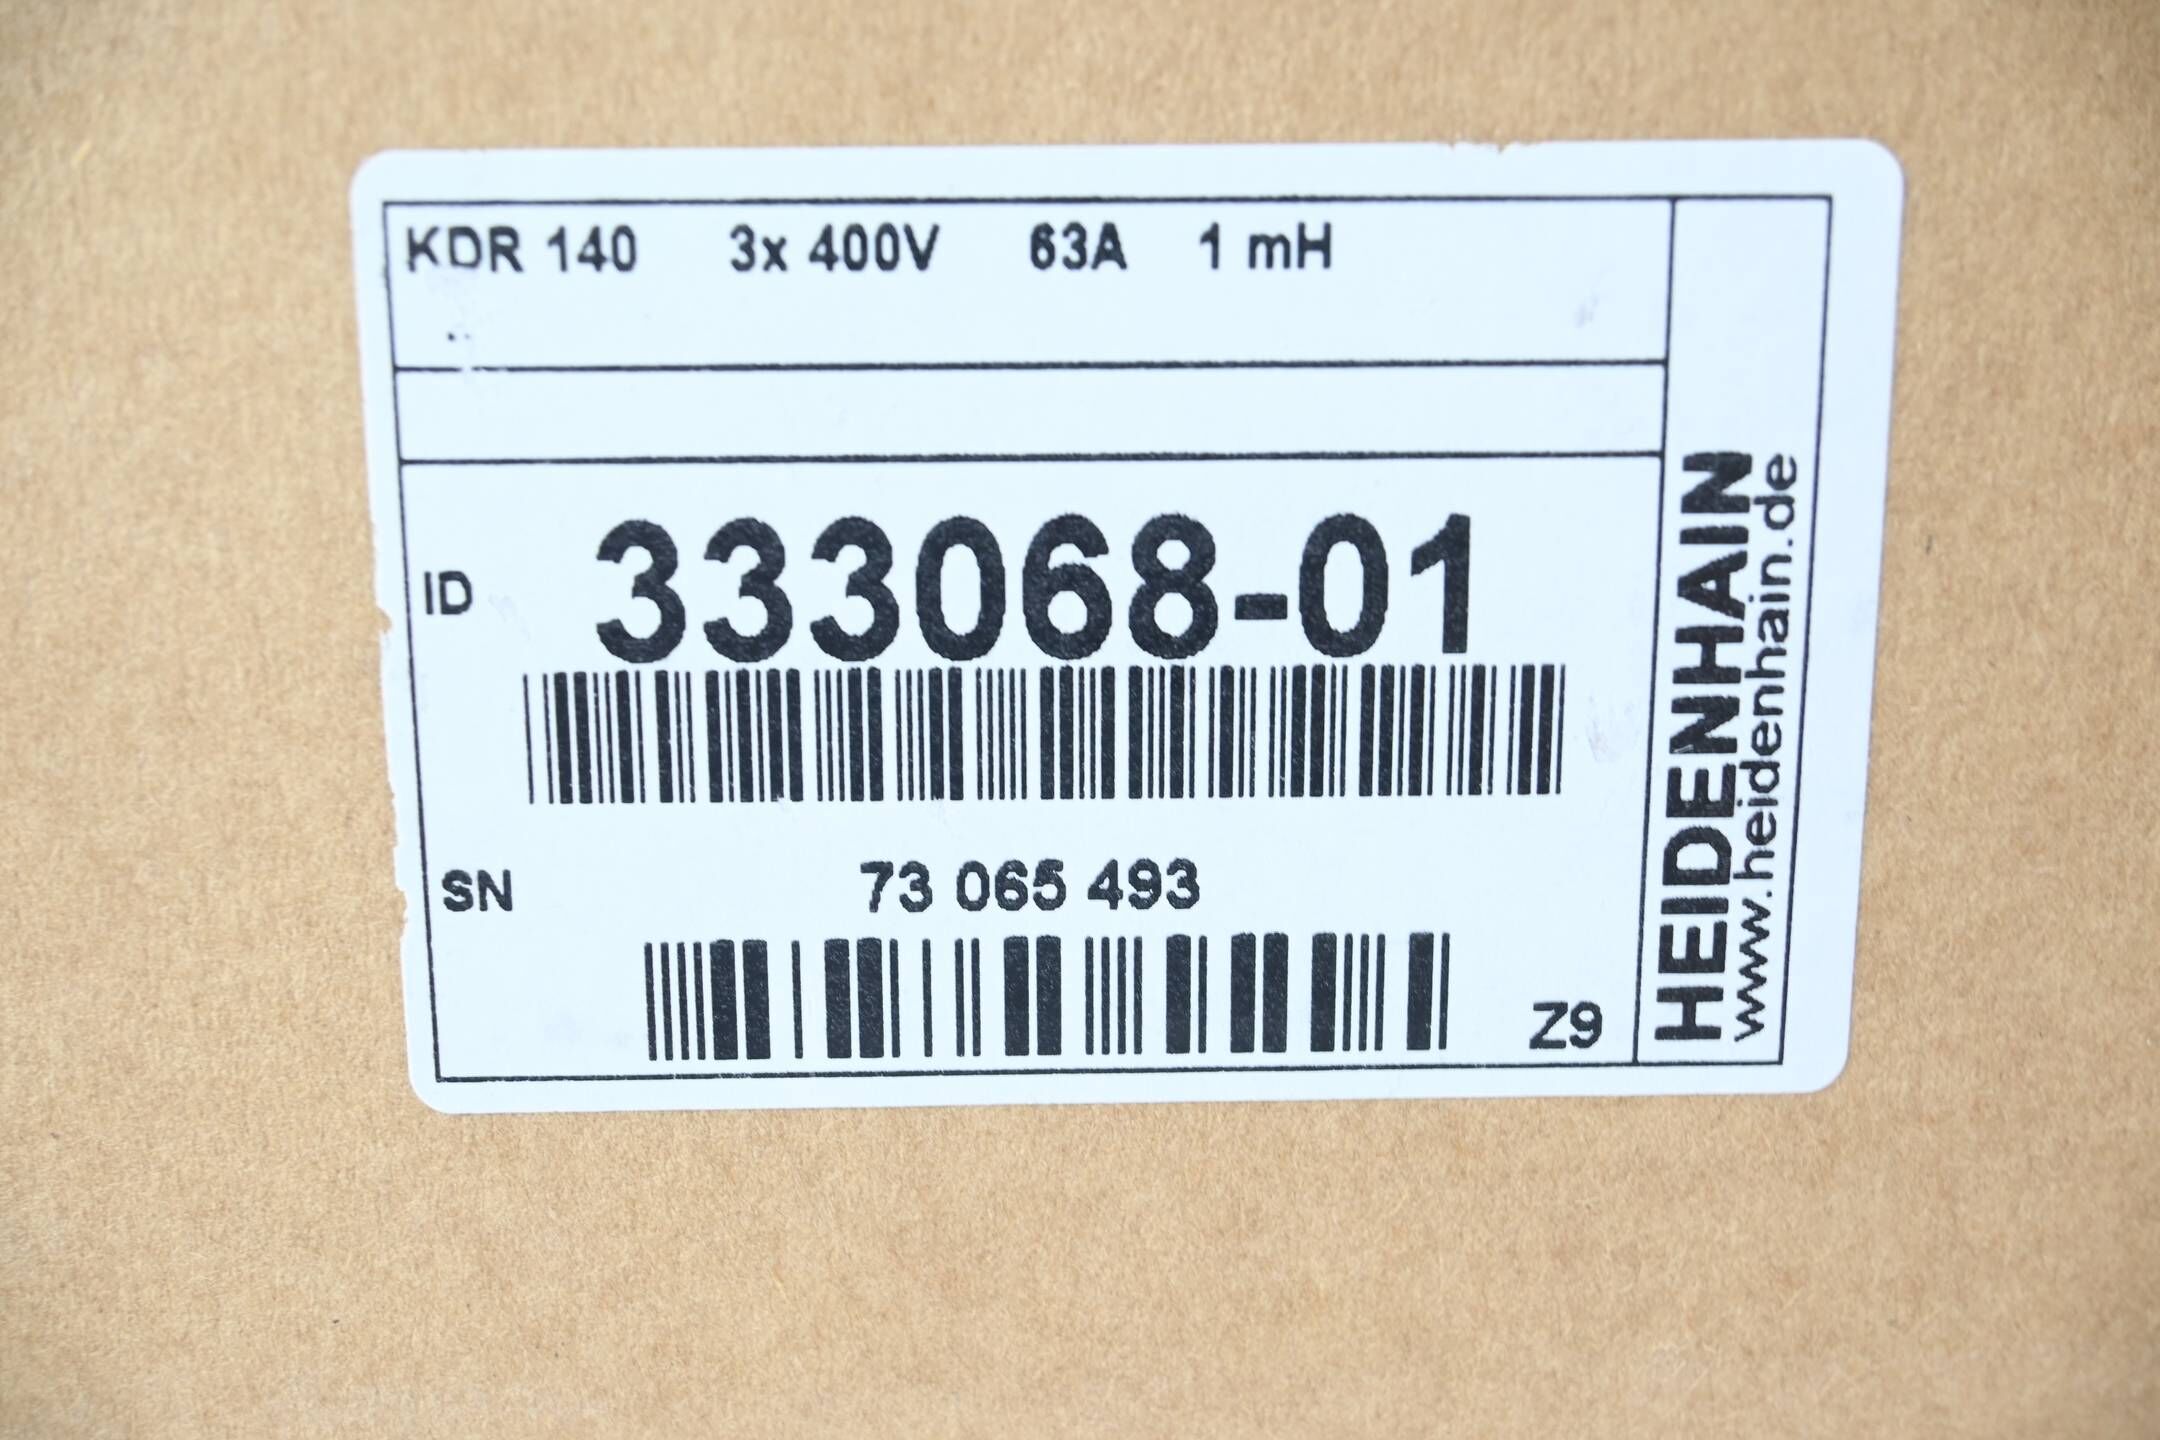 KDR 140 3x 400V 63A 1 mH
ID 333068-01
SN 73 065 493
Z9
HEIDENHAIN
www.heidenhain.de